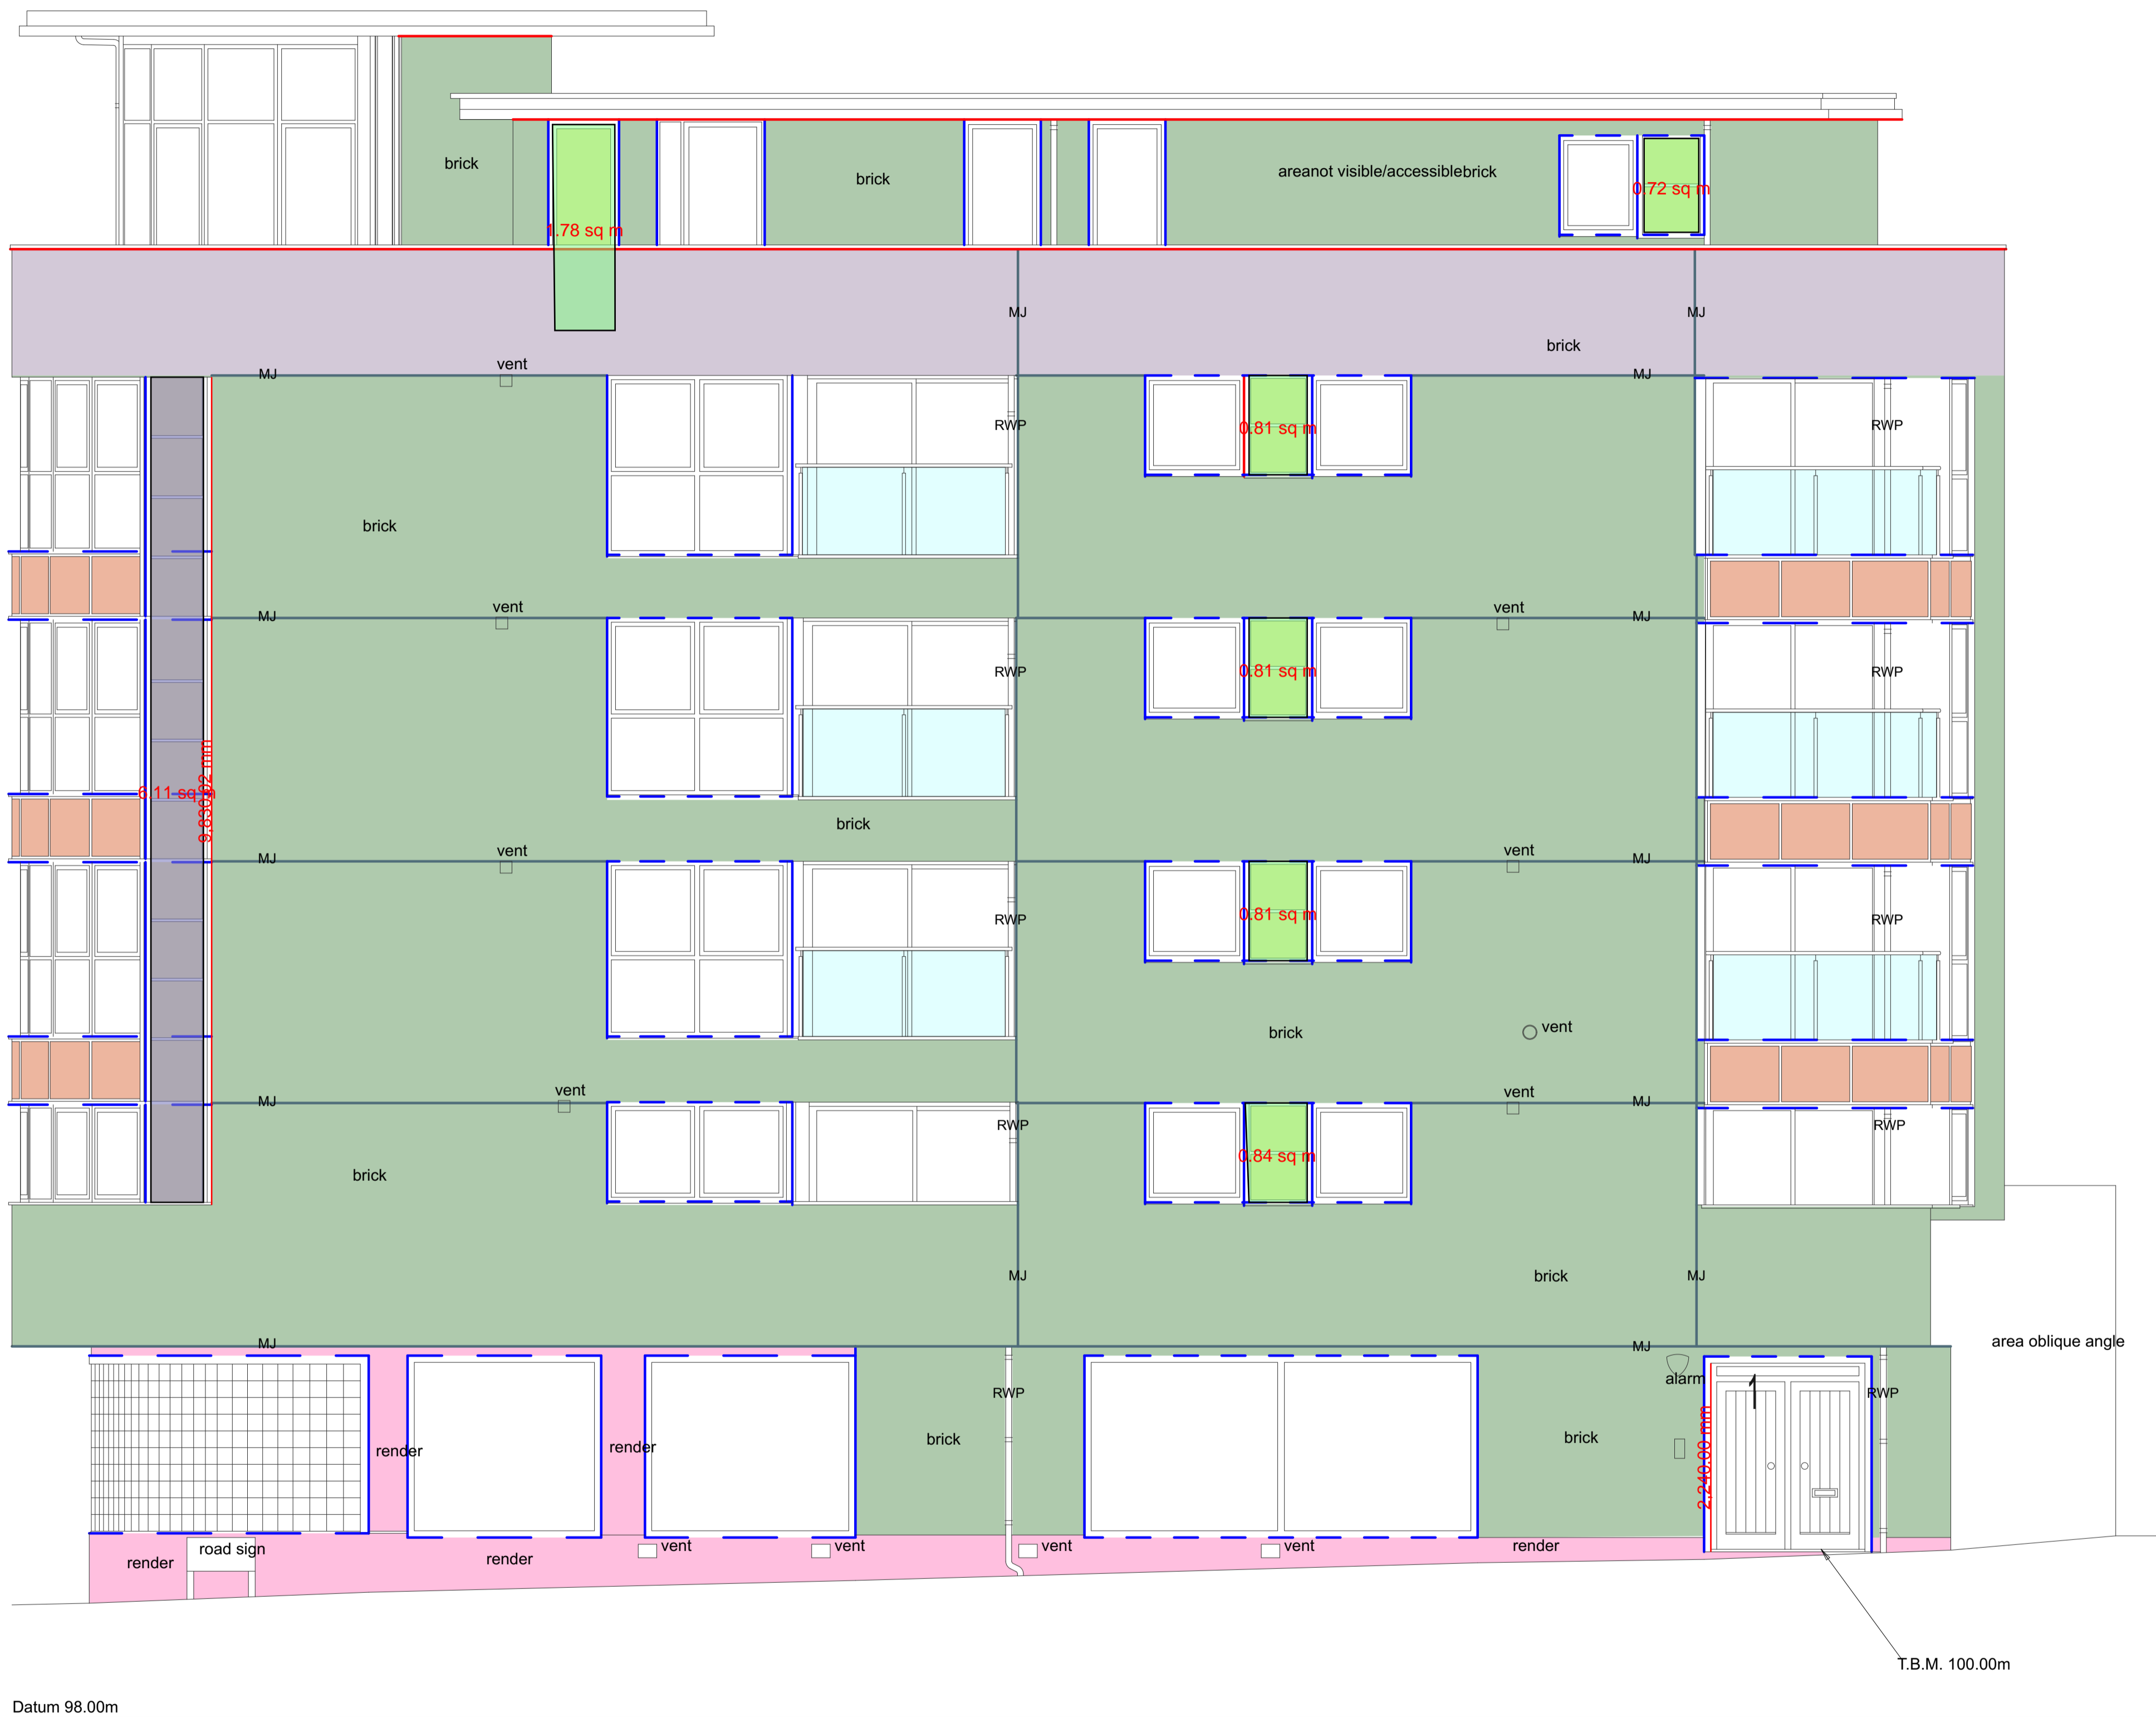 brick
brick
areanot visible/accessiblebrick
0.72 sq m
1.78 sq m
MJ
MJ
brick
vent
MJ
MJ
RWP
0.81 sq m
RWP
brick
vent
vent
MJ
MJ
RWP
0.81 sq m
RWP
6.11 sq m
9,830.02 mm
brick
vent
vent
MJ
MJ
RWP
0.81 sq m
RWP
brick
vent
vent
vent
MJ
MJ
RWP
RWP
0.84 sq m
brick
MJ
brick
MJ
MJ
MJ
area oblique angle
alarm
1
RWP
RWP
render
render
brick
brick
2,240.00 mm
road sign
render
render
vent
vent
vent
vent
render
T.B.M. 100.00m
Datum 98.00m